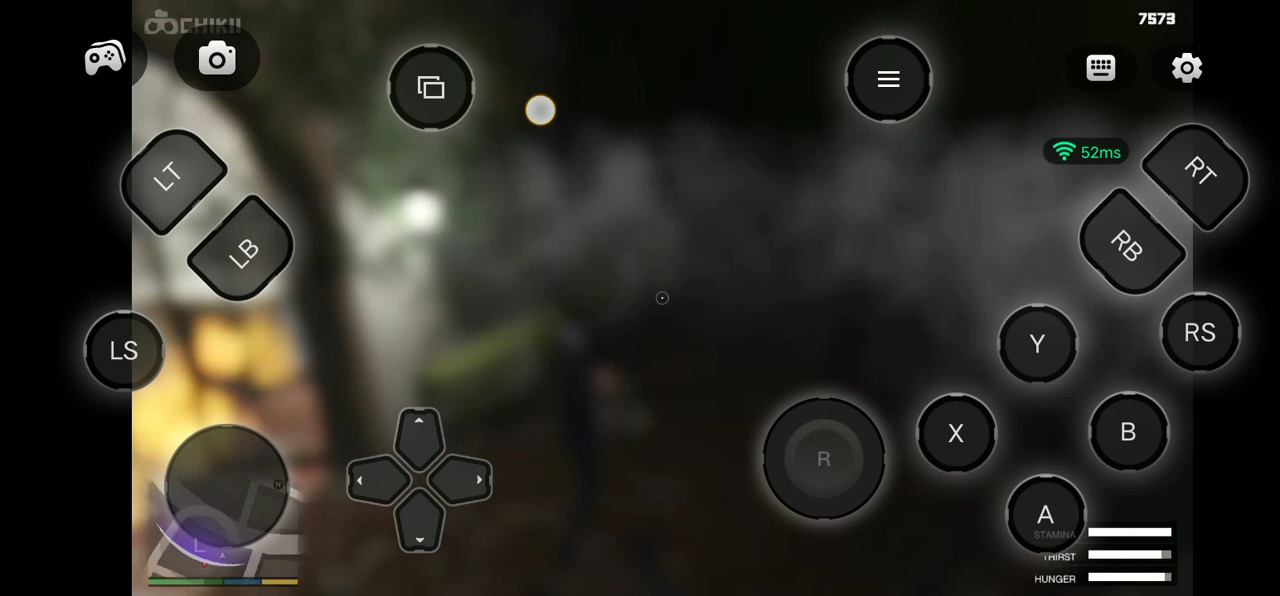 CHIKII
7573
52ms
LT
RT
LB
RB
LS
RS
Y
X
B
R
N
A
L
STAMINA
THIRST
HUNGER